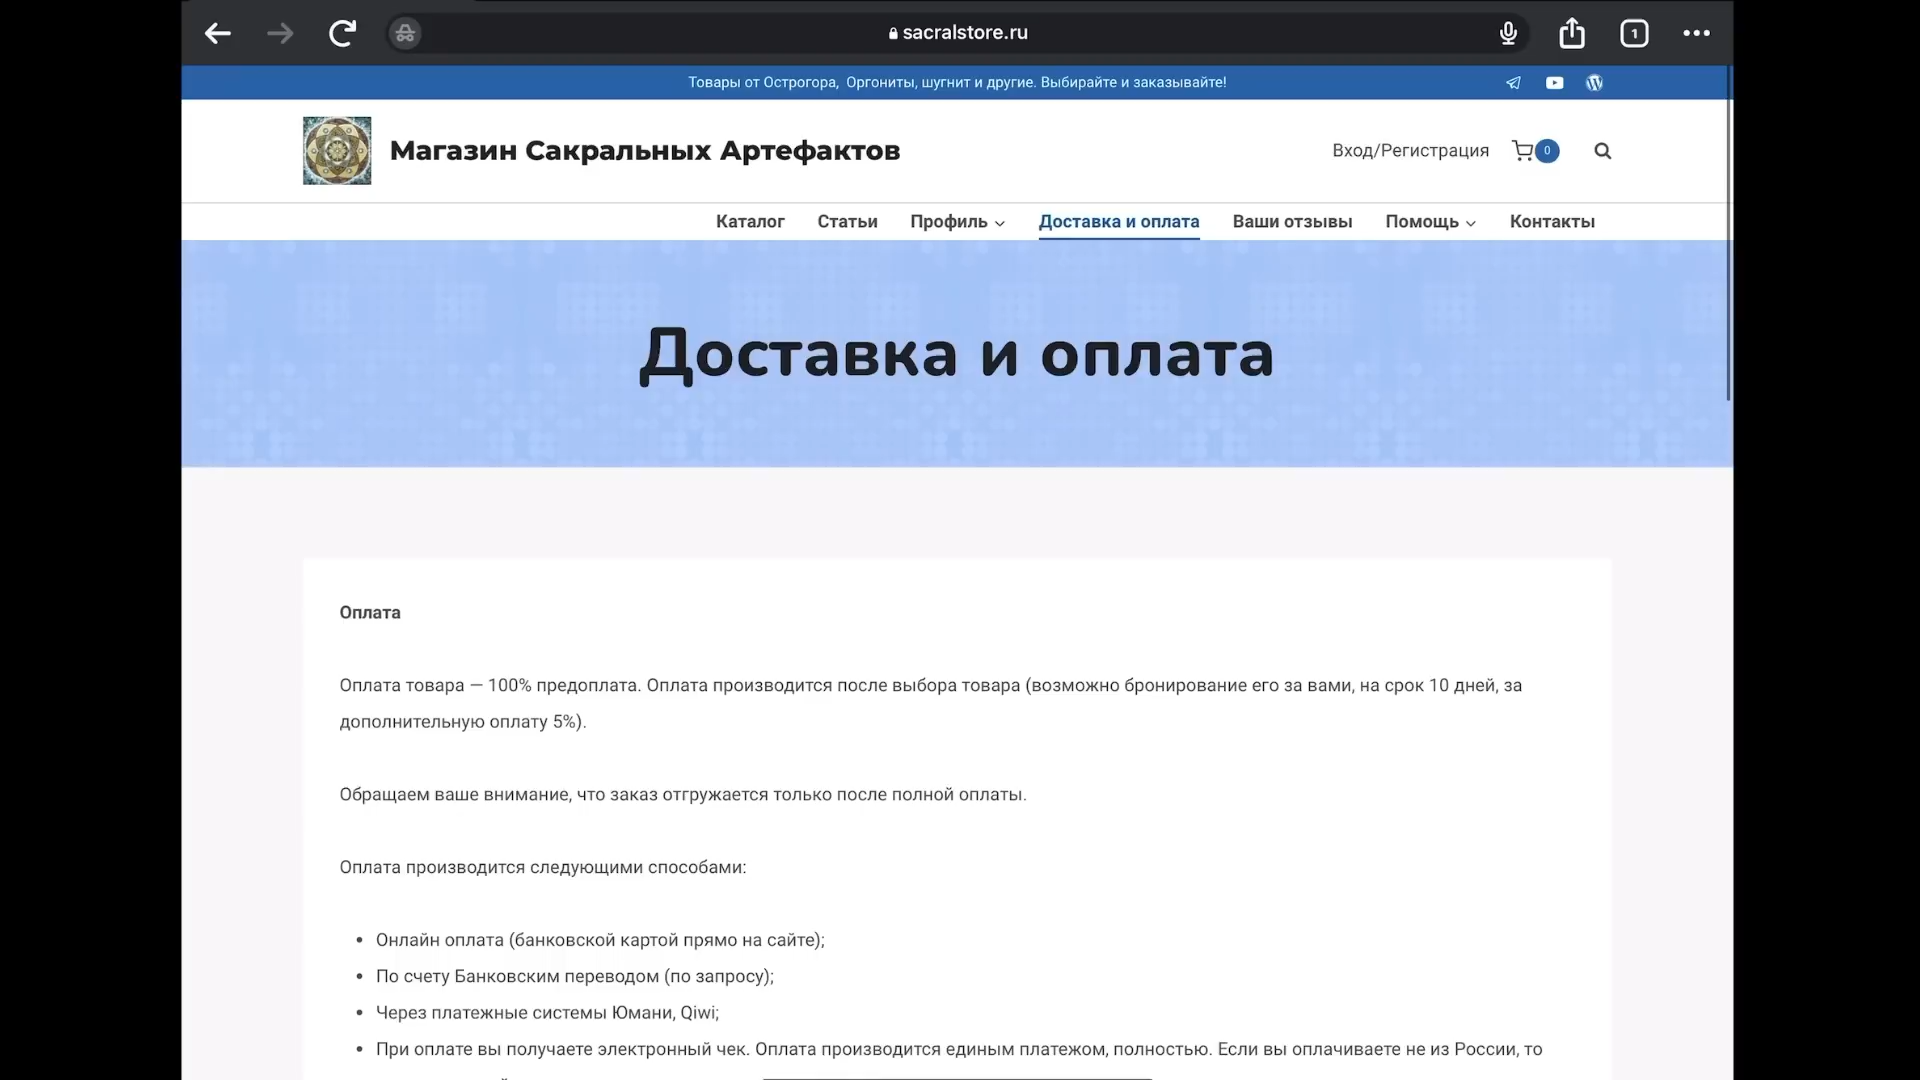 sacralstore.ru
1
Товары от Острогора, Оргониты, шугнит и другие. Выбирайте и заказывайте!
Магазин Сакральных Артефактов
Вход/Регистрация
0
Каталог Статьи Профиль Доставка и оплата Ваши отзывы Помощь Контакты
Доставка и оплата
Оплата
Оплата товара — 100% предоплата. Оплата производится после выбора товара (возможно бронирование его за вами, на срок 10 дней, за
дополнительную оплату 5%).
Обращаем ваше внимание, что заказ отгружается только после полной оплаты.
Оплата производится следующими способами:
• Онлайн оплата (банковской картой прямо на сайте);
• По счету Банковским переводом (по запросу);
• Через платежные системы Юмани, Qiwi;
• При оплате вы получаете электронный чек. Оплата производится единым платежом, полностью. Если вы оплачиваете не из России, то